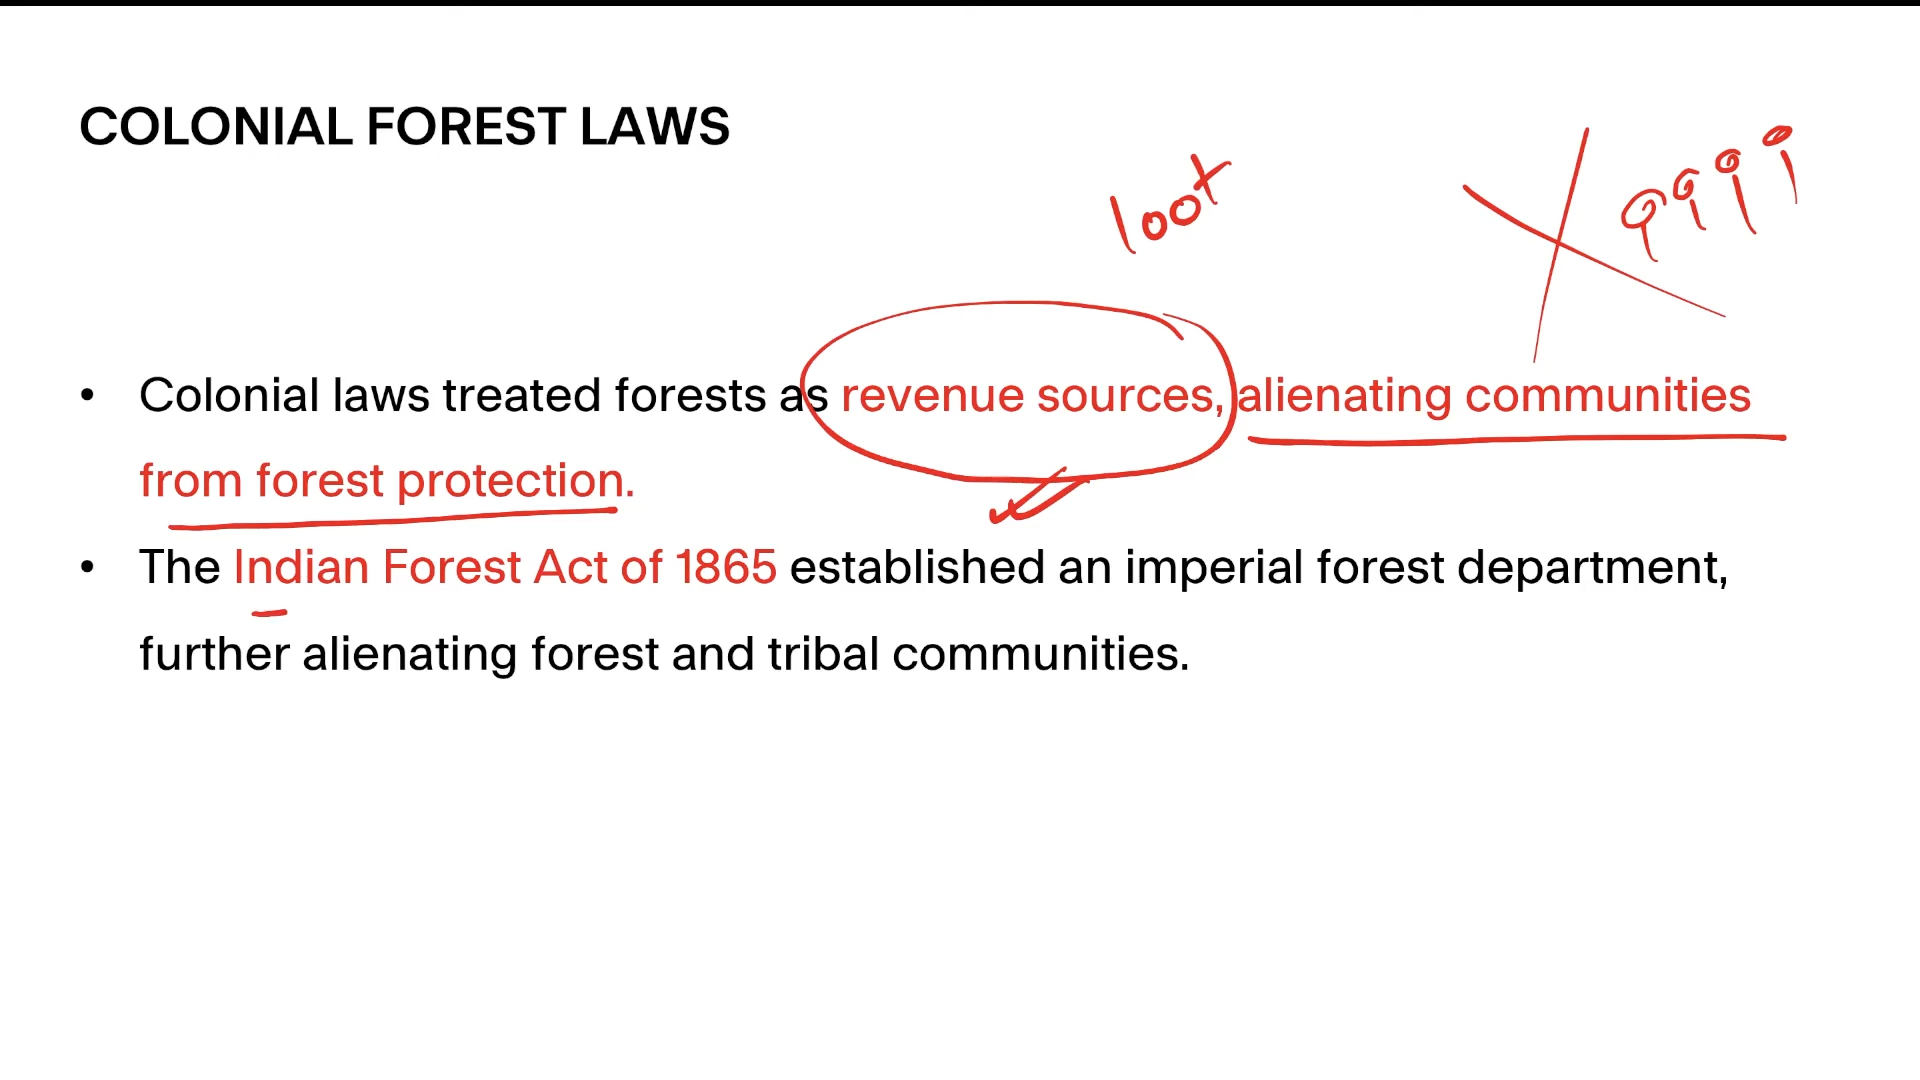 COLONIAL FOREST LAWS
loot
• Colonial laws treated forests as revenue sources, alienating communities
from forest protection.
• The Indian Forest Act of 1865 established an imperial forest department,
further alienating forest and tribal communities.